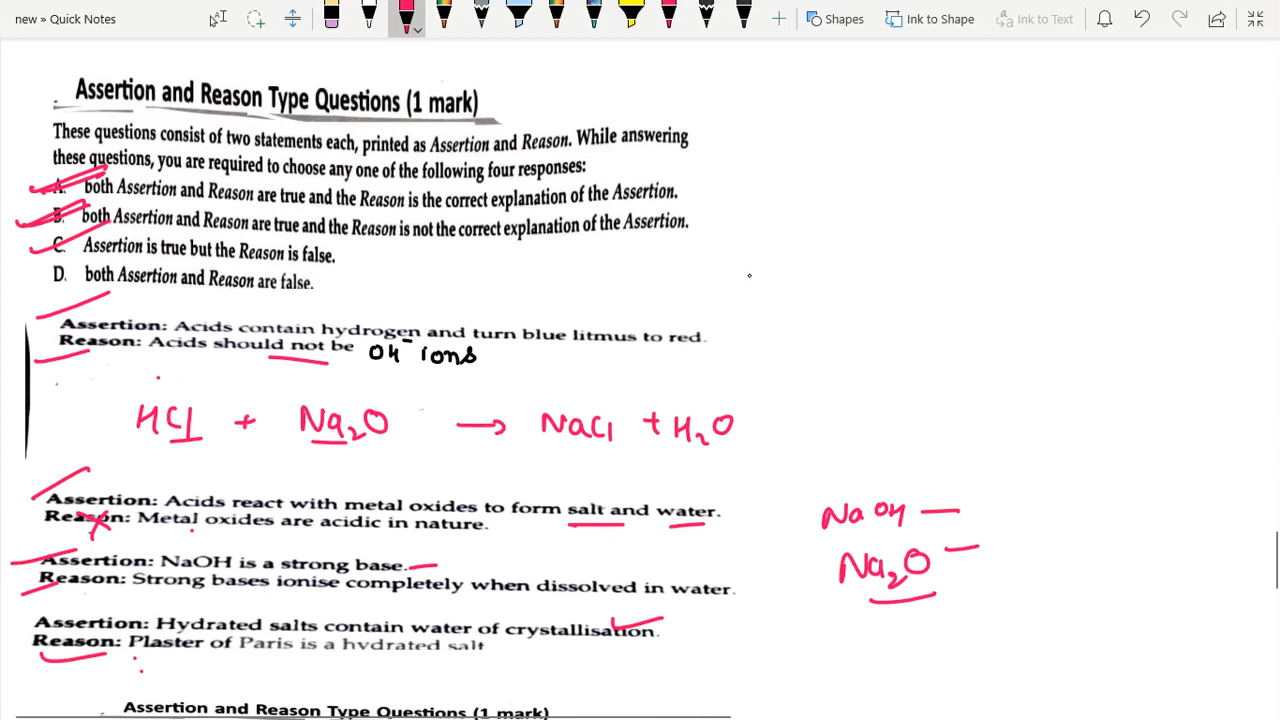 new » Quick Notes
Shapes
Ink to Shape
Ink to Text
Assertion and Reason Type Questions (1 mark)
These questions consist of two statements each, printed as Assertion and Reason. While answering
these questions, you are required to choose any one of the following four responses:
A. both Assertion and Reason are true and the Reason is the correct explanation of the Assertion.
B. both Assertion and Reason are true and the Reason is not the correct explanation of the Assertion.
C. Assertion is true but the Reason is false.
D. both Assertion and Reason are false.
Assertion: Acids contain hydrogen and turn blue litmus to red.
Reason: Acids should not be OH⁻ ions
HCl + Na₂O → NaCl + H₂O
Assertion: Acids react with metal oxides to form salt and water.
Reason: Metal oxides are acidic in nature.
NaOH —
Assertion: NaOH is a strong base.
Na₂O —
Reason: Strong bases ionise completely when dissolved in water.
Assertion: Hydrated salts contain water of crystallisation.
Reason: Plaster of Paris is a hydrated salt
Assertion and Reason Type Questions (1 mark)